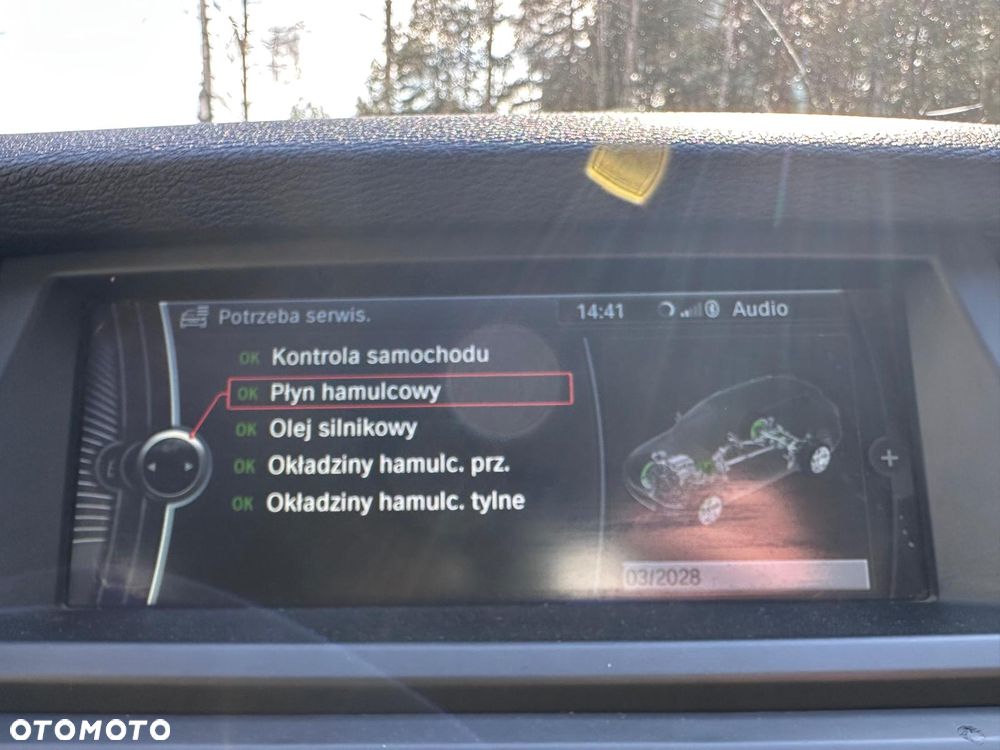 Potrzeba serwis.
14:41
Audio
OK Kontrola samochodu
OK Płyn hamulcowy
OK Olej silnikowy
OK Okładziny hamulc. prz.
OK Okładziny hamulc. tylne
+
03/2028
OTOMOTO